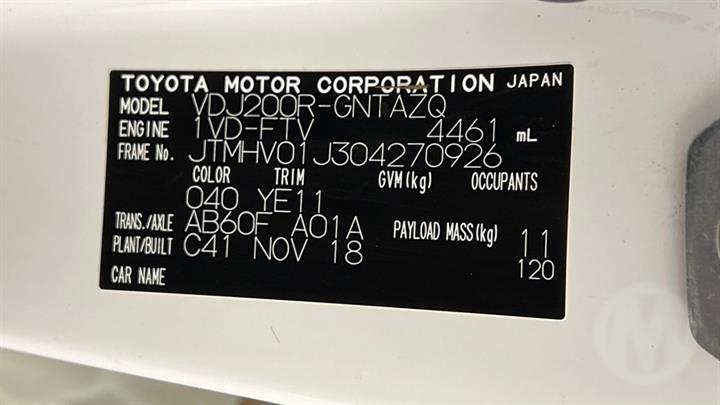 TOYOTA MOTOR CORPORATION JAPAN
MODEL VDJ200R-GNTAZQ
ENGINE 1VD-FTV 4461 mL
FRAME No. JTMHV01J304270926
COLOR TRIM GVM(kg) OCCUPANTS
040 YE11
TRANS./AXLE AB60F A01A PAYLOAD MASS(kg) 11
PLANT/BUILT C41 NOV 18 120
CAR NAME
M